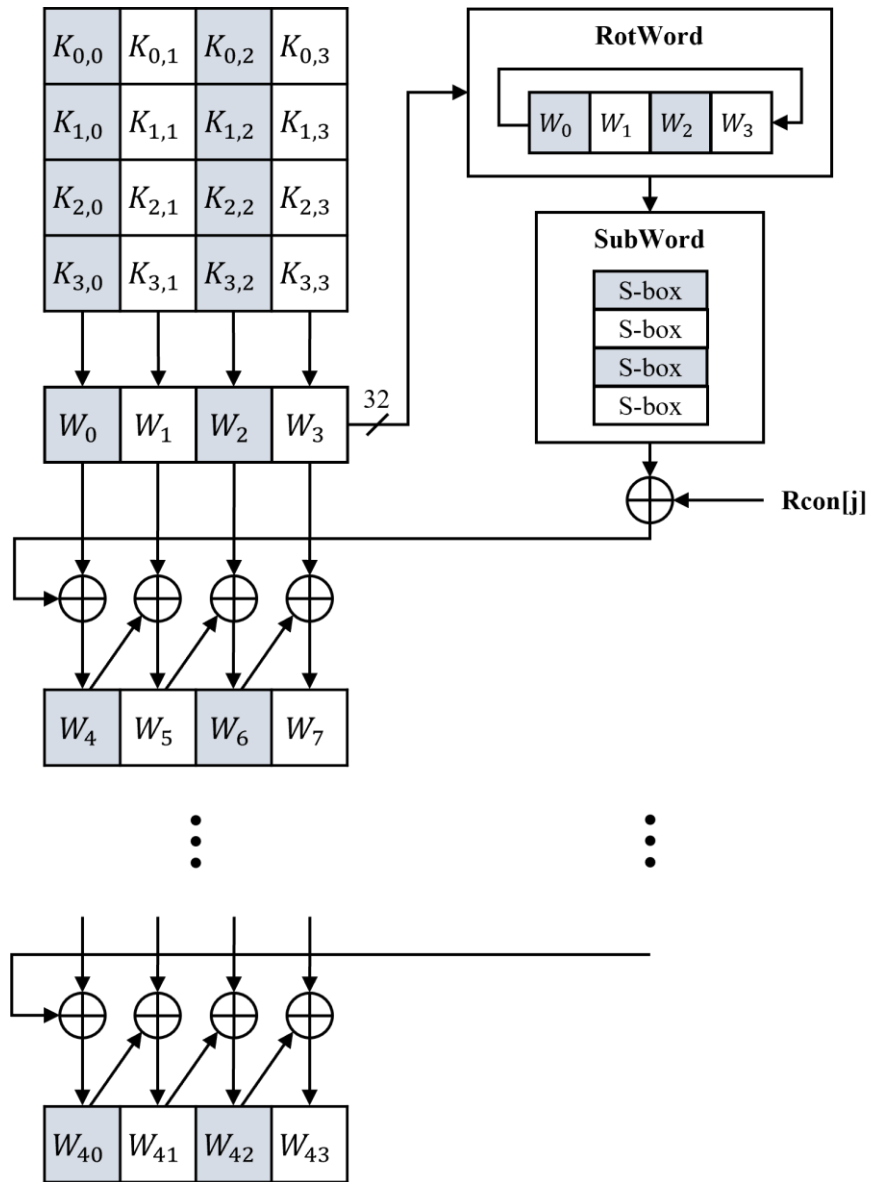 K0,0 K0,1 K0,2 K0,3
K1,0 K1,1 K1,2 K1,3
K2,0 K2,1 K2,2 K2,3
K3,0 K3,1 K3,2 K3,3
RotWord
W0 W1 W2 W3
SubWord
S-box
S-box
S-box
S-box
32
W0 W1 W2 W3
Rcon[j]
W4 W5 W6 W7
W40 W41 W42 W43